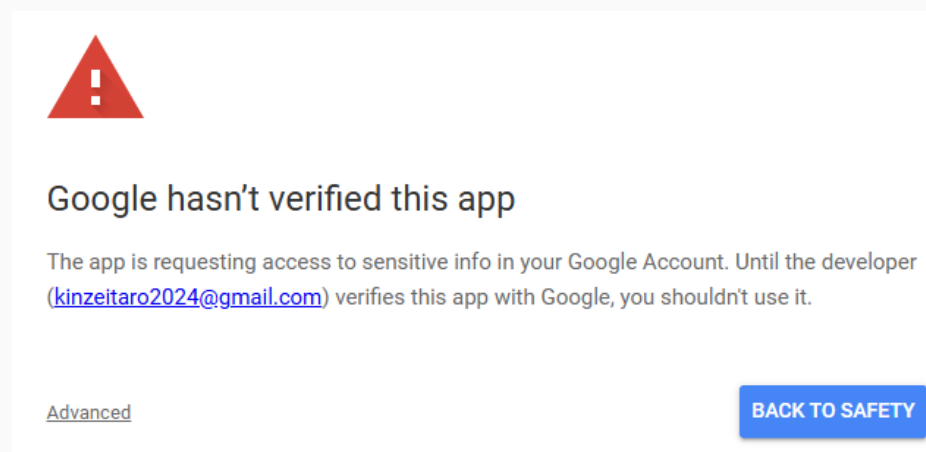 Google hasn’t verified this app
The app is requesting access to sensitive info in your Google Account. Until the developer
(kinzeitaro2024@gmail.com) verifies this app with Google, you shouldn't use it.
Advanced
BACK TO SAFETY